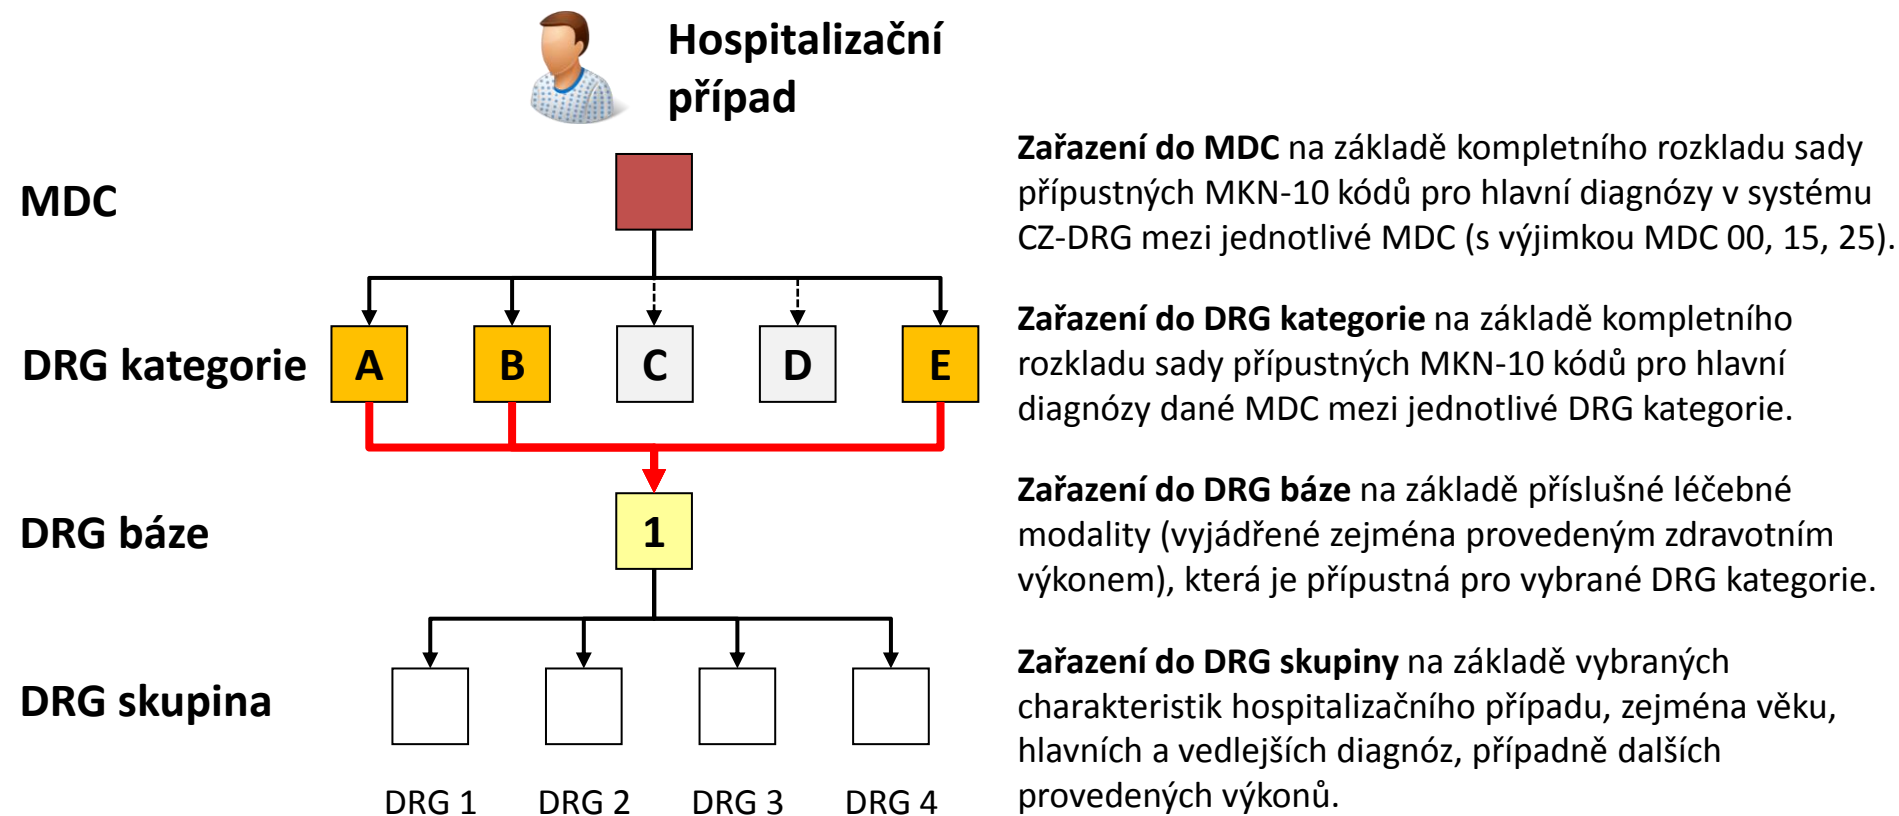 Hospitalizační
případ
MDC
Zařazení do MDC na základě kompletního rozkladu sady
přípustných MKN-10 kódů pro hlavní diagnózy v systému
CZ-DRG mezi jednotlivé MDC (s výjimkou MDC 00, 15, 25).
DRG kategorie
A
B
C
D
E
Zařazení do DRG kategorie na základě kompletního
rozkladu sady přípustných MKN-10 kódů pro hlavní
diagnózy dané MDC mezi jednotlivé DRG kategorie.
DRG báze
1
Zařazení do DRG báze na základě příslušné léčebné
modality (vyjádřené zejména provedeným zdravotním
výkonem), která je přípustná pro vybrané DRG kategorie.
DRG skupina
DRG 1
DRG 2
DRG 3
DRG 4
Zařazení do DRG skupiny na základě vybraných
charakteristik hospitalizačního případu, zejména věku,
hlavních a vedlejších diagnóz, případně dalších
provedených výkonů.